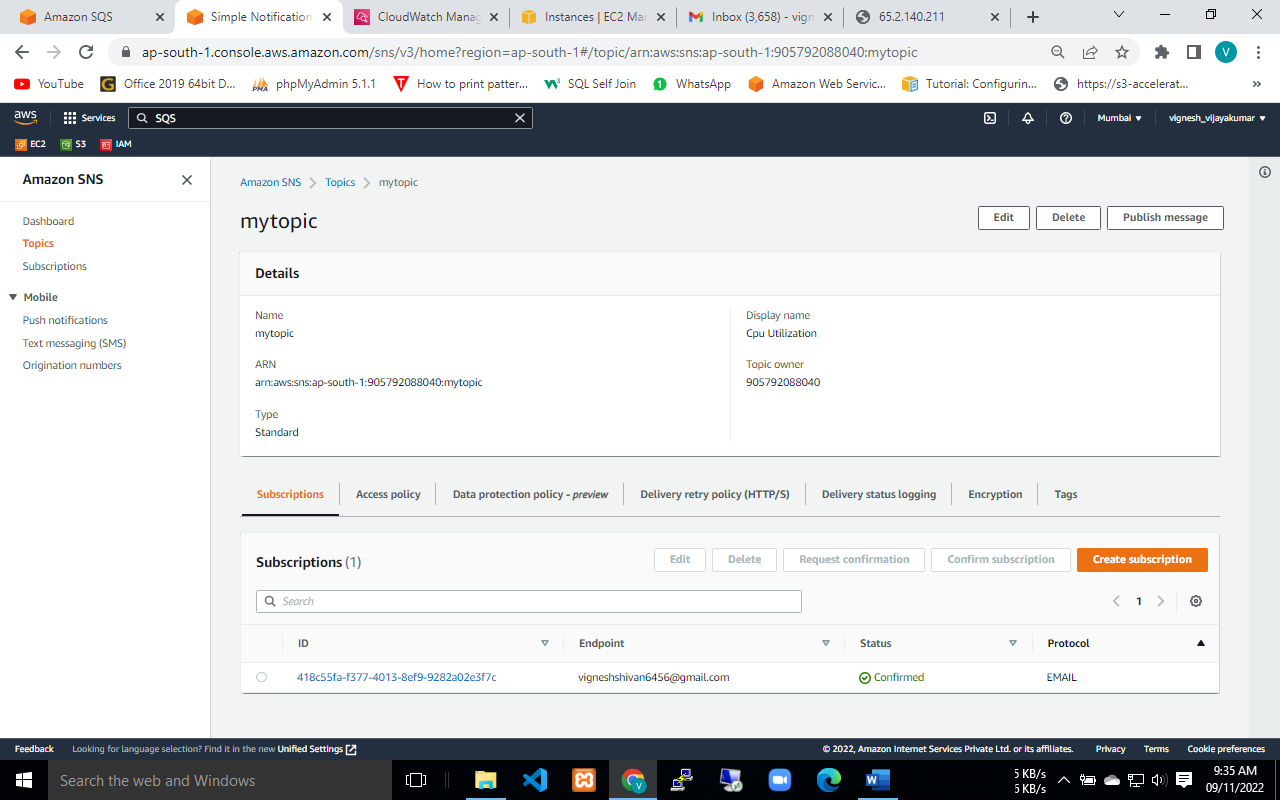 Amazon SQS
Simple Notification
CloudWatch Manag
Instances | EC2 Mar
Inbox (3,658) - vign
65.2.140.211
ap-south-1.console.aws.amazon.com/sns/v3/home?region=ap-south-1#/topic/arn:aws:sns:ap-south-1:905792088040:mytopic
V
YouTube
Office 2019 64bit D...
phpMyAdmin 5.1.1
How to print patter...
SQL Self Join
WhatsApp
Amazon Web Servic...
Tutorial: Configurin...
https://s3-accelerat...
»
aws
Services
SQS
Mumbai
vignesh_vijayakumar
EC2
S3
IAM
Amazon SNS
Dashboard
Topics
Subscriptions
Mobile
Push notifications
Text messaging (SMS)
Origination numbers
Amazon SNS > Topics > mytopic
mytopic
Edit
Delete
Publish message
Details
Name
mytopic
ARN
arn:aws:sns:ap-south-1:905792088040:mytopic
Type
Standard
Display name
Cpu Utilization
Topic owner
905792088040
Subscriptions
Access policy
Data protection policy - preview
Delivery retry policy (HTTP/S)
Delivery status logging
Encryption
Tags
Subscriptions (1)
Edit
Delete
Request confirmation
Confirm subscription
Create subscription
Search
1
ID
Endpoint
Status
Protocol
418c55fa-f377-4013-8ef9-9282a02e3f7c
vigneshshivan6456@gmail.com
Confirmed
EMAIL
Feedback
Looking for language selection? Find it in the new Unified Settings
© 2022, Amazon Internet Services Private Ltd. or its affiliates.
Privacy
Terms
Cookie preferences
Search the web and Windows
5 KB/s
5 KB/s
9:35 AM
09/11/2022